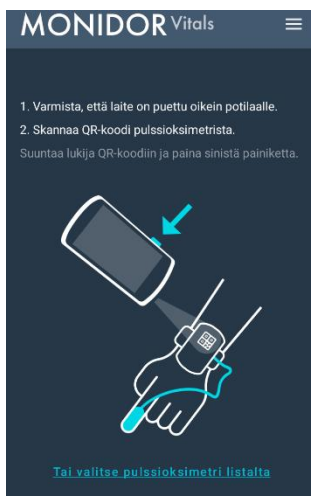 MONIDOR Vitals
1. Varmista, että laite on puettu oikein potilaalle.
2. Skannaa QR-koodi pulssioksimetrista.
Suuntaa lukija QR-koodiin ja paina sinistä painiketta.
Tai valitse pulssioksimetri listalta